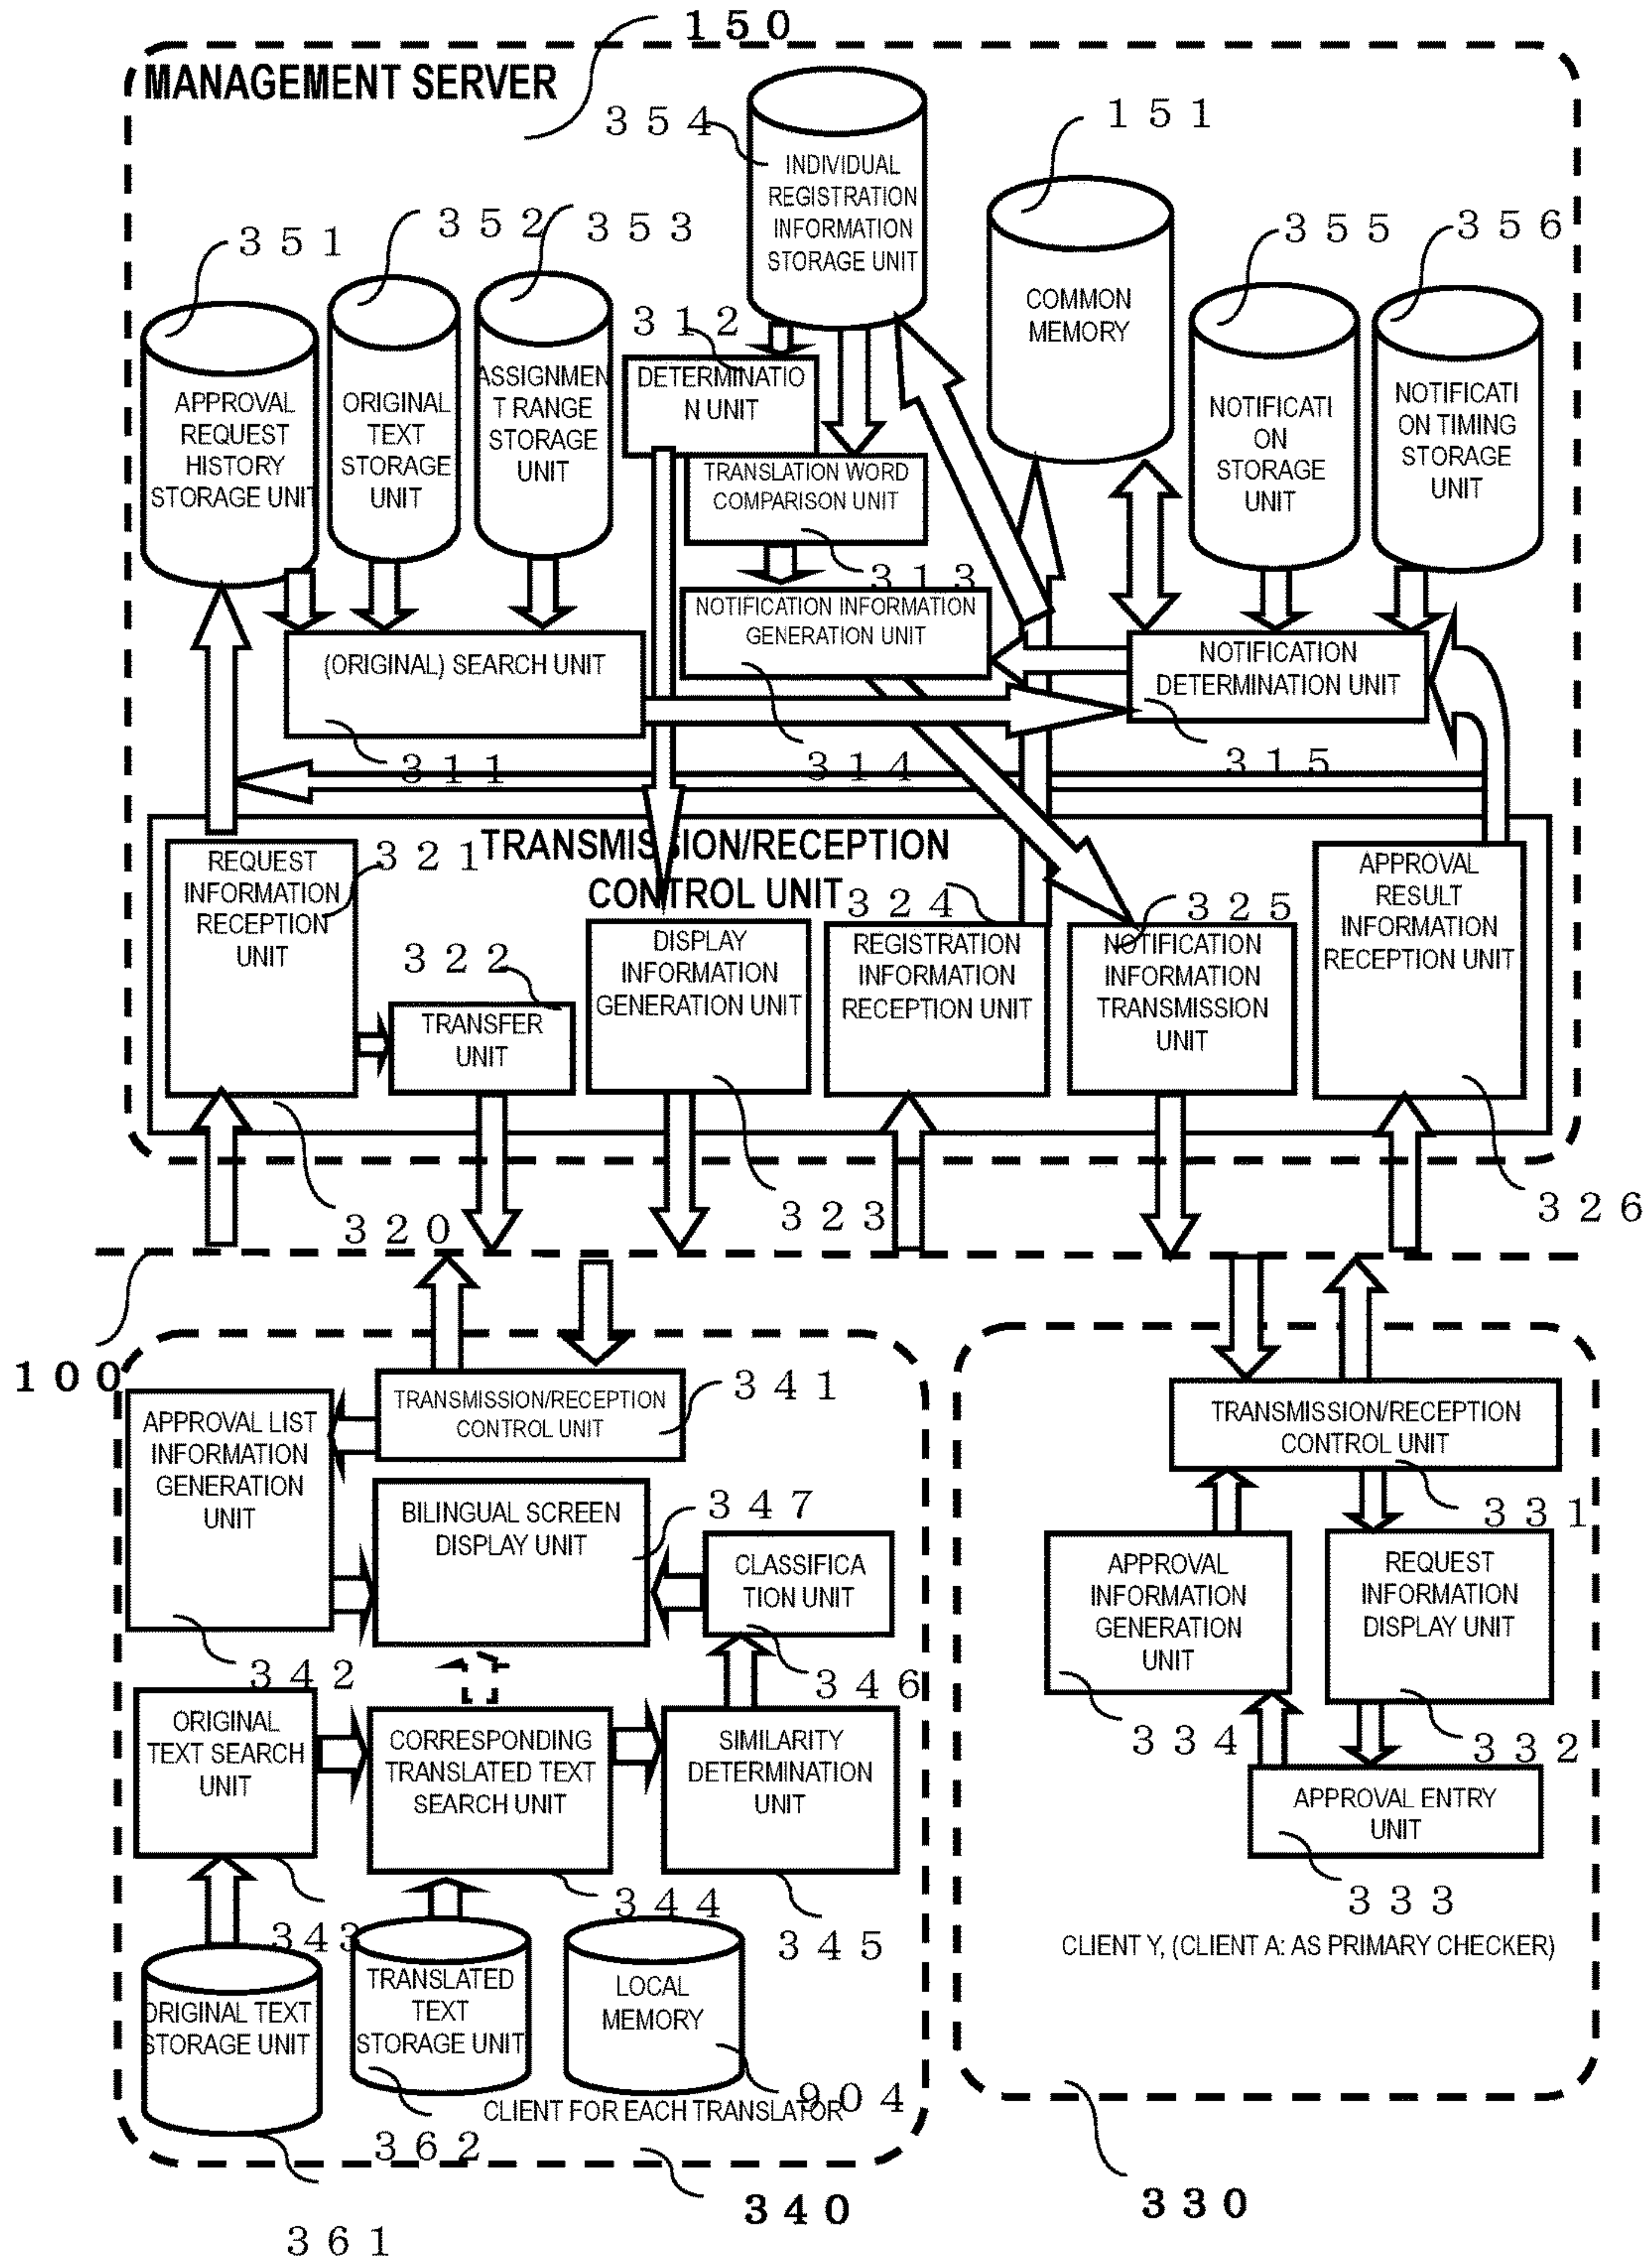 150
MANAGEMENT SERVER
354
INDIVIDUAL
REGISTRATION
INFORMATION
STORAGE UNIT
151
COMMON
MEMORY
351
APPROVAL
REQUEST
HISTORY
STORAGE UNIT
352
ORIGINAL
TEXT
STORAGE
UNIT
353
ASSIGNMEN
T RANGE
STORAGE
UNIT
355
NOTIFICATI
ON
STORAGE
UNIT
356
NOTIFICATI
ON TIMING
STORAGE
UNIT
312
DETERMINATIO
N UNIT
TRANSLATION WORD
COMPARISON UNIT
313
NOTIFICATION INFORMATION
GENERATION UNIT
314
(ORIGINAL) SEARCH UNIT
311
NOTIFICATION
DETERMINATION UNIT
315
TRANSMISSION/RECEPTION
CONTROL UNIT
REQUEST
INFORMATION
RECEPTION
UNIT
321
322
TRANSFER
UNIT
DISPLAY
INFORMATION
GENERATION UNIT
324
REGISTRATION
INFORMATION
RECEPTION UNIT
325
NOTIFICATION
INFORMATION
TRANSMISSION
UNIT
APPROVAL
RESULT
INFORMATION
RECEPTION UNIT
320
323
326
100
TRANSMISSION/RECEPTION
CONTROL UNIT
341
APPROVAL LIST
INFORMATION
GENERATION
UNIT
342
BILINGUAL SCREEN
DISPLAY UNIT
347
CLASSIFICA
TION UNIT
346
ORIGINAL
TEXT SEARCH
UNIT
343
CORRESPONDING
TRANSLATED TEXT
SEARCH UNIT
344
SIMILARITY
DETERMINATION
UNIT
345
ORIGINAL TEXT
STORAGE UNIT
TRANSLATED
TEXT
STORAGE UNIT
LOCAL
MEMORY
904
CLIENT FOR EACH TRANSLATOR
362
340
361
TRANSMISSION/RECEPTION
CONTROL UNIT
331
APPROVAL
INFORMATION
GENERATION
UNIT
334
REQUEST
INFORMATION
DISPLAY UNIT
332
APPROVAL ENTRY
UNIT
333
CLIENT Y, (CLIENT A: AS PRIMARY CHECKER)
330